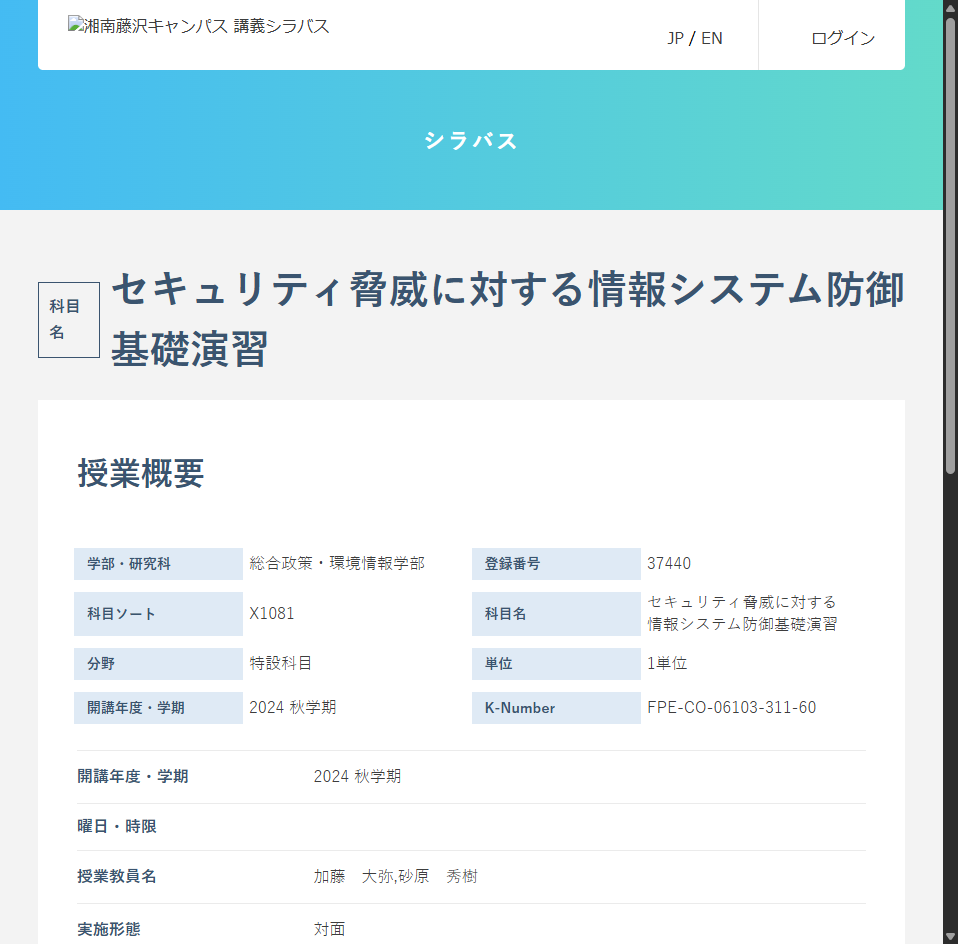 湘南藤沢キャンパス 講義シラバス
JP / EN
ログイン
シラバス
科目
名
セキュリティ脅威に対する情報システム防御
基礎演習
授業概要
学部・研究科 総合政策・環境情報学部
登録番号 37440
科目ソート X1081
科目名 セキュリティ脅威に対する
情報システム防御基礎演習
分野 特設科目
単位 1単位
開講年度・学期 2024 秋学期
K-Number FPE-CO-06103-311-60
開講年度・学期 2024 秋学期
曜日・時限
授業教員名 加藤　大弥,砂原　秀樹
実施形態 対面